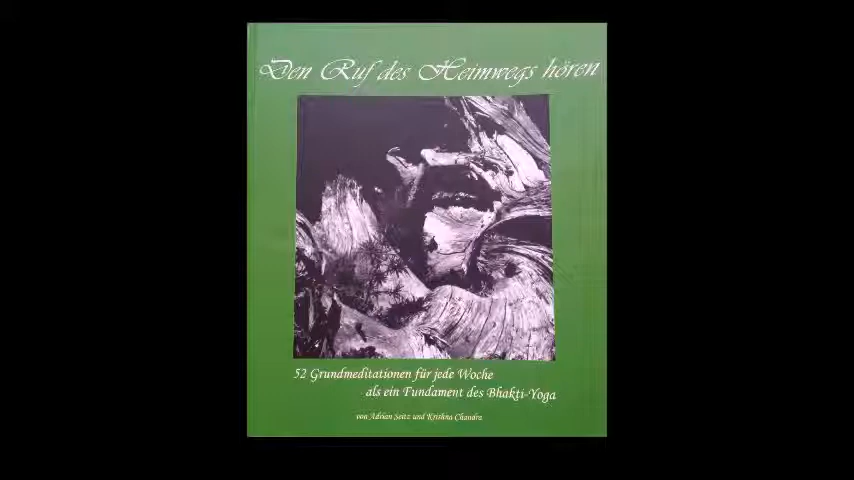 Den Ruf des Heimwegs hören
52 Grundmeditationen für jede Woche
als ein Fundament des Bhakti-Yoga
von Adrian Seitz und Krishna Chandra